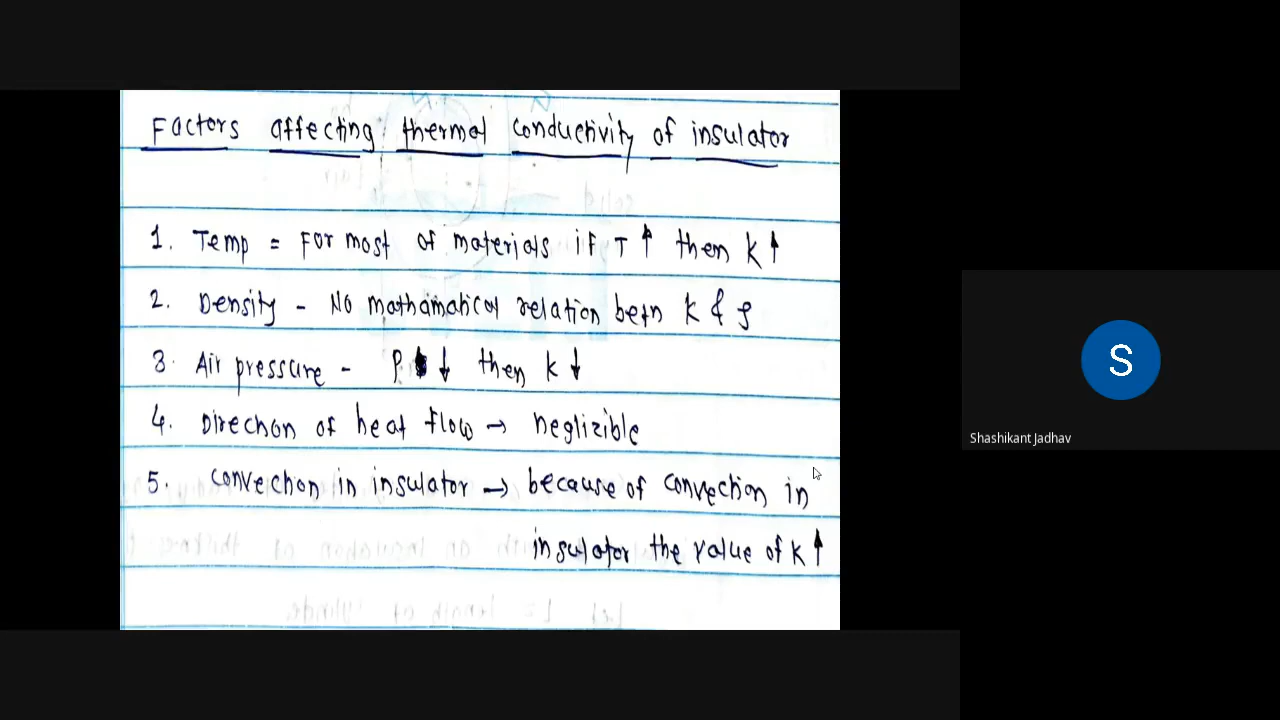 Factors affecting thermal conductivity of insulator
1. Temp = For most of materials if T ↑ then K ↑
2. Density - No mathamatical relation betn K & ρ
3. Air pressure - P ↓ then K ↓
4. Direction of heat flow → neglizible
5. convection in insulator → because of convection in
insulator the value of K ↑
S
Shashikant Jadhav